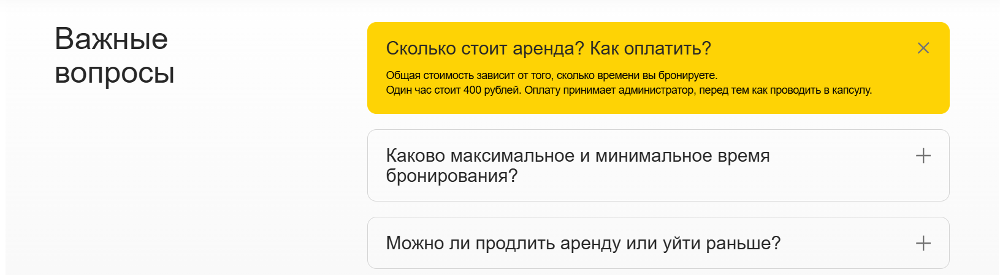 Важные
вопросы
Сколько стоит аренда? Как оплатить?
Общая стоимость зависит от того, сколько времени вы бронируете.
Один час стоит 400 рублей. Оплату принимает администратор, перед тем как проводить в капсулу.
Каково максимальное и минимальное время
бронирования?
Можно ли продлить аренду или уйти раньше?